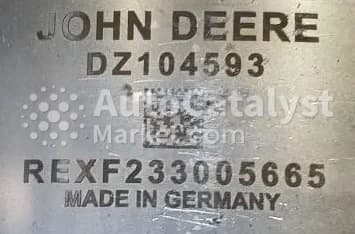 JOHN DEERE
DZ104593
AutoCatalyst
Market.com
REXF233005665
MADE IN GERMANY